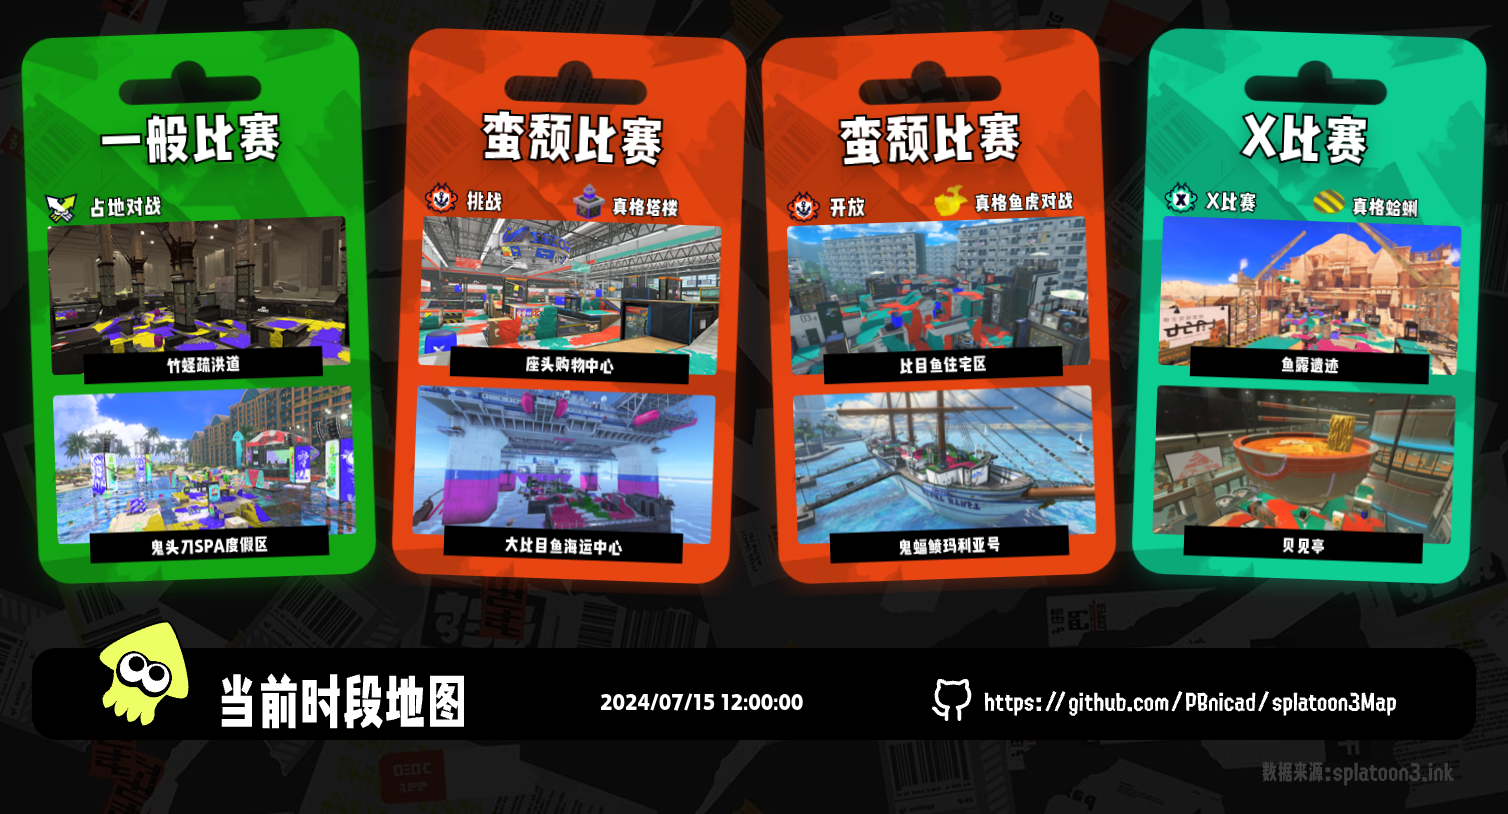 一般比赛
占地对战
竹蛏疏洪道
鬼头刀SPA度假区
蛮颓比赛
挑战
真格塔楼
座头购物中心
大比目鱼海运中心
蛮颓比赛
开放
真格鱼虎对战
比目鱼住宅区
鬼蝠鲼玛利亚号
X比赛
X比赛
真格蛤蜊
鱼露遗迹
贝见亭
当前时段地图
2024/07/15 12:00:00
https://github.com/PBnicad/splatoon3Map
数据来源:splatoon3.ink